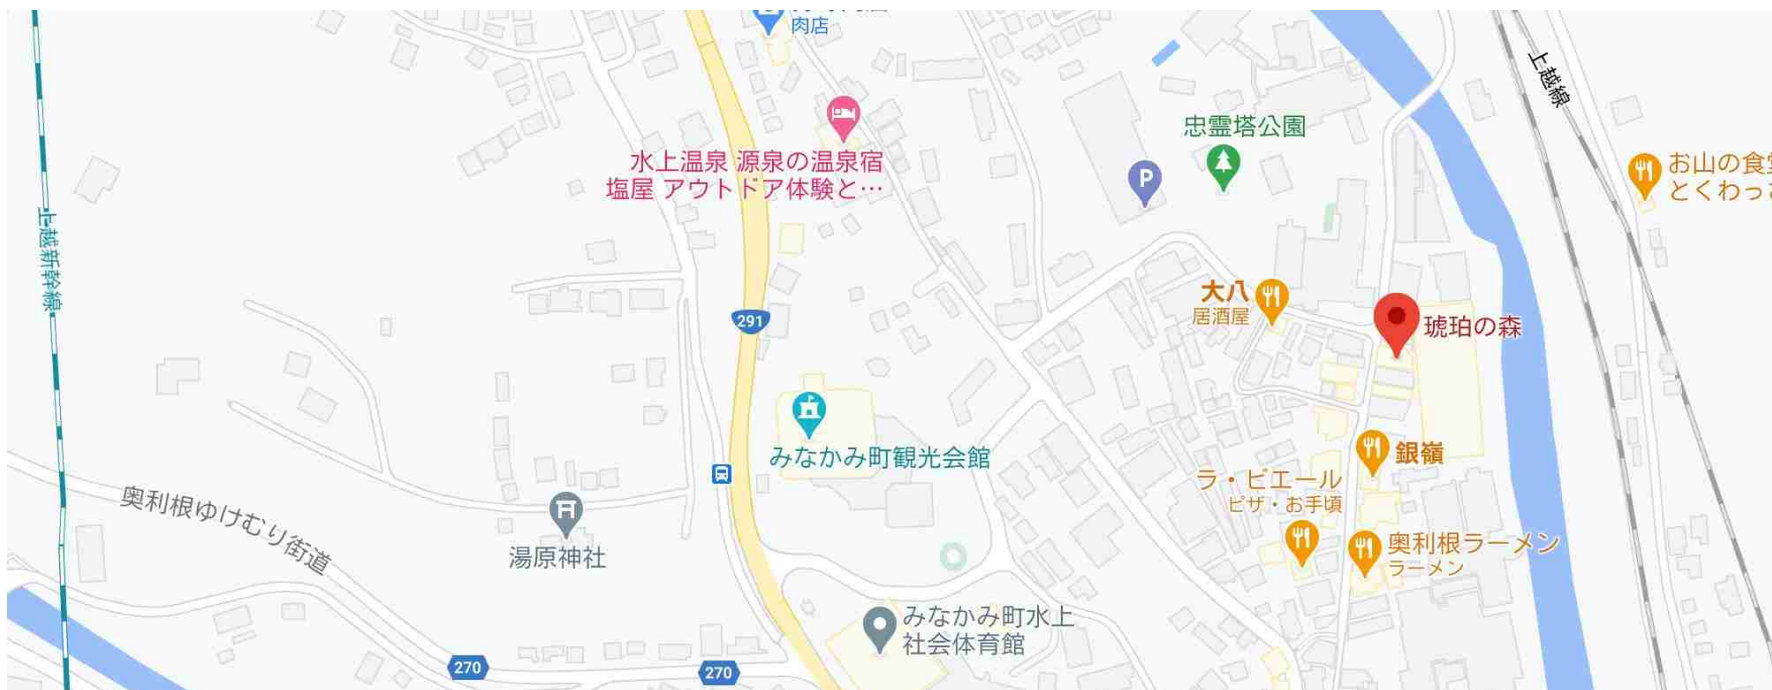 肉店
上越線
忠霊塔公園
水上温泉 源泉の温泉宿
塩屋 アウトドア体験と…
P
お山の食堂
とくわっ
上越新幹線
大八
居酒屋
291
琥珀の森
みなかみ町観光会館
銀嶺
ラ・ビエール
ピザ・お手頃
奥利根ゆけむり街道
湯原神社
奥利根ラーメン
ラーメン
みなかみ町水上
社会体育館
270
270